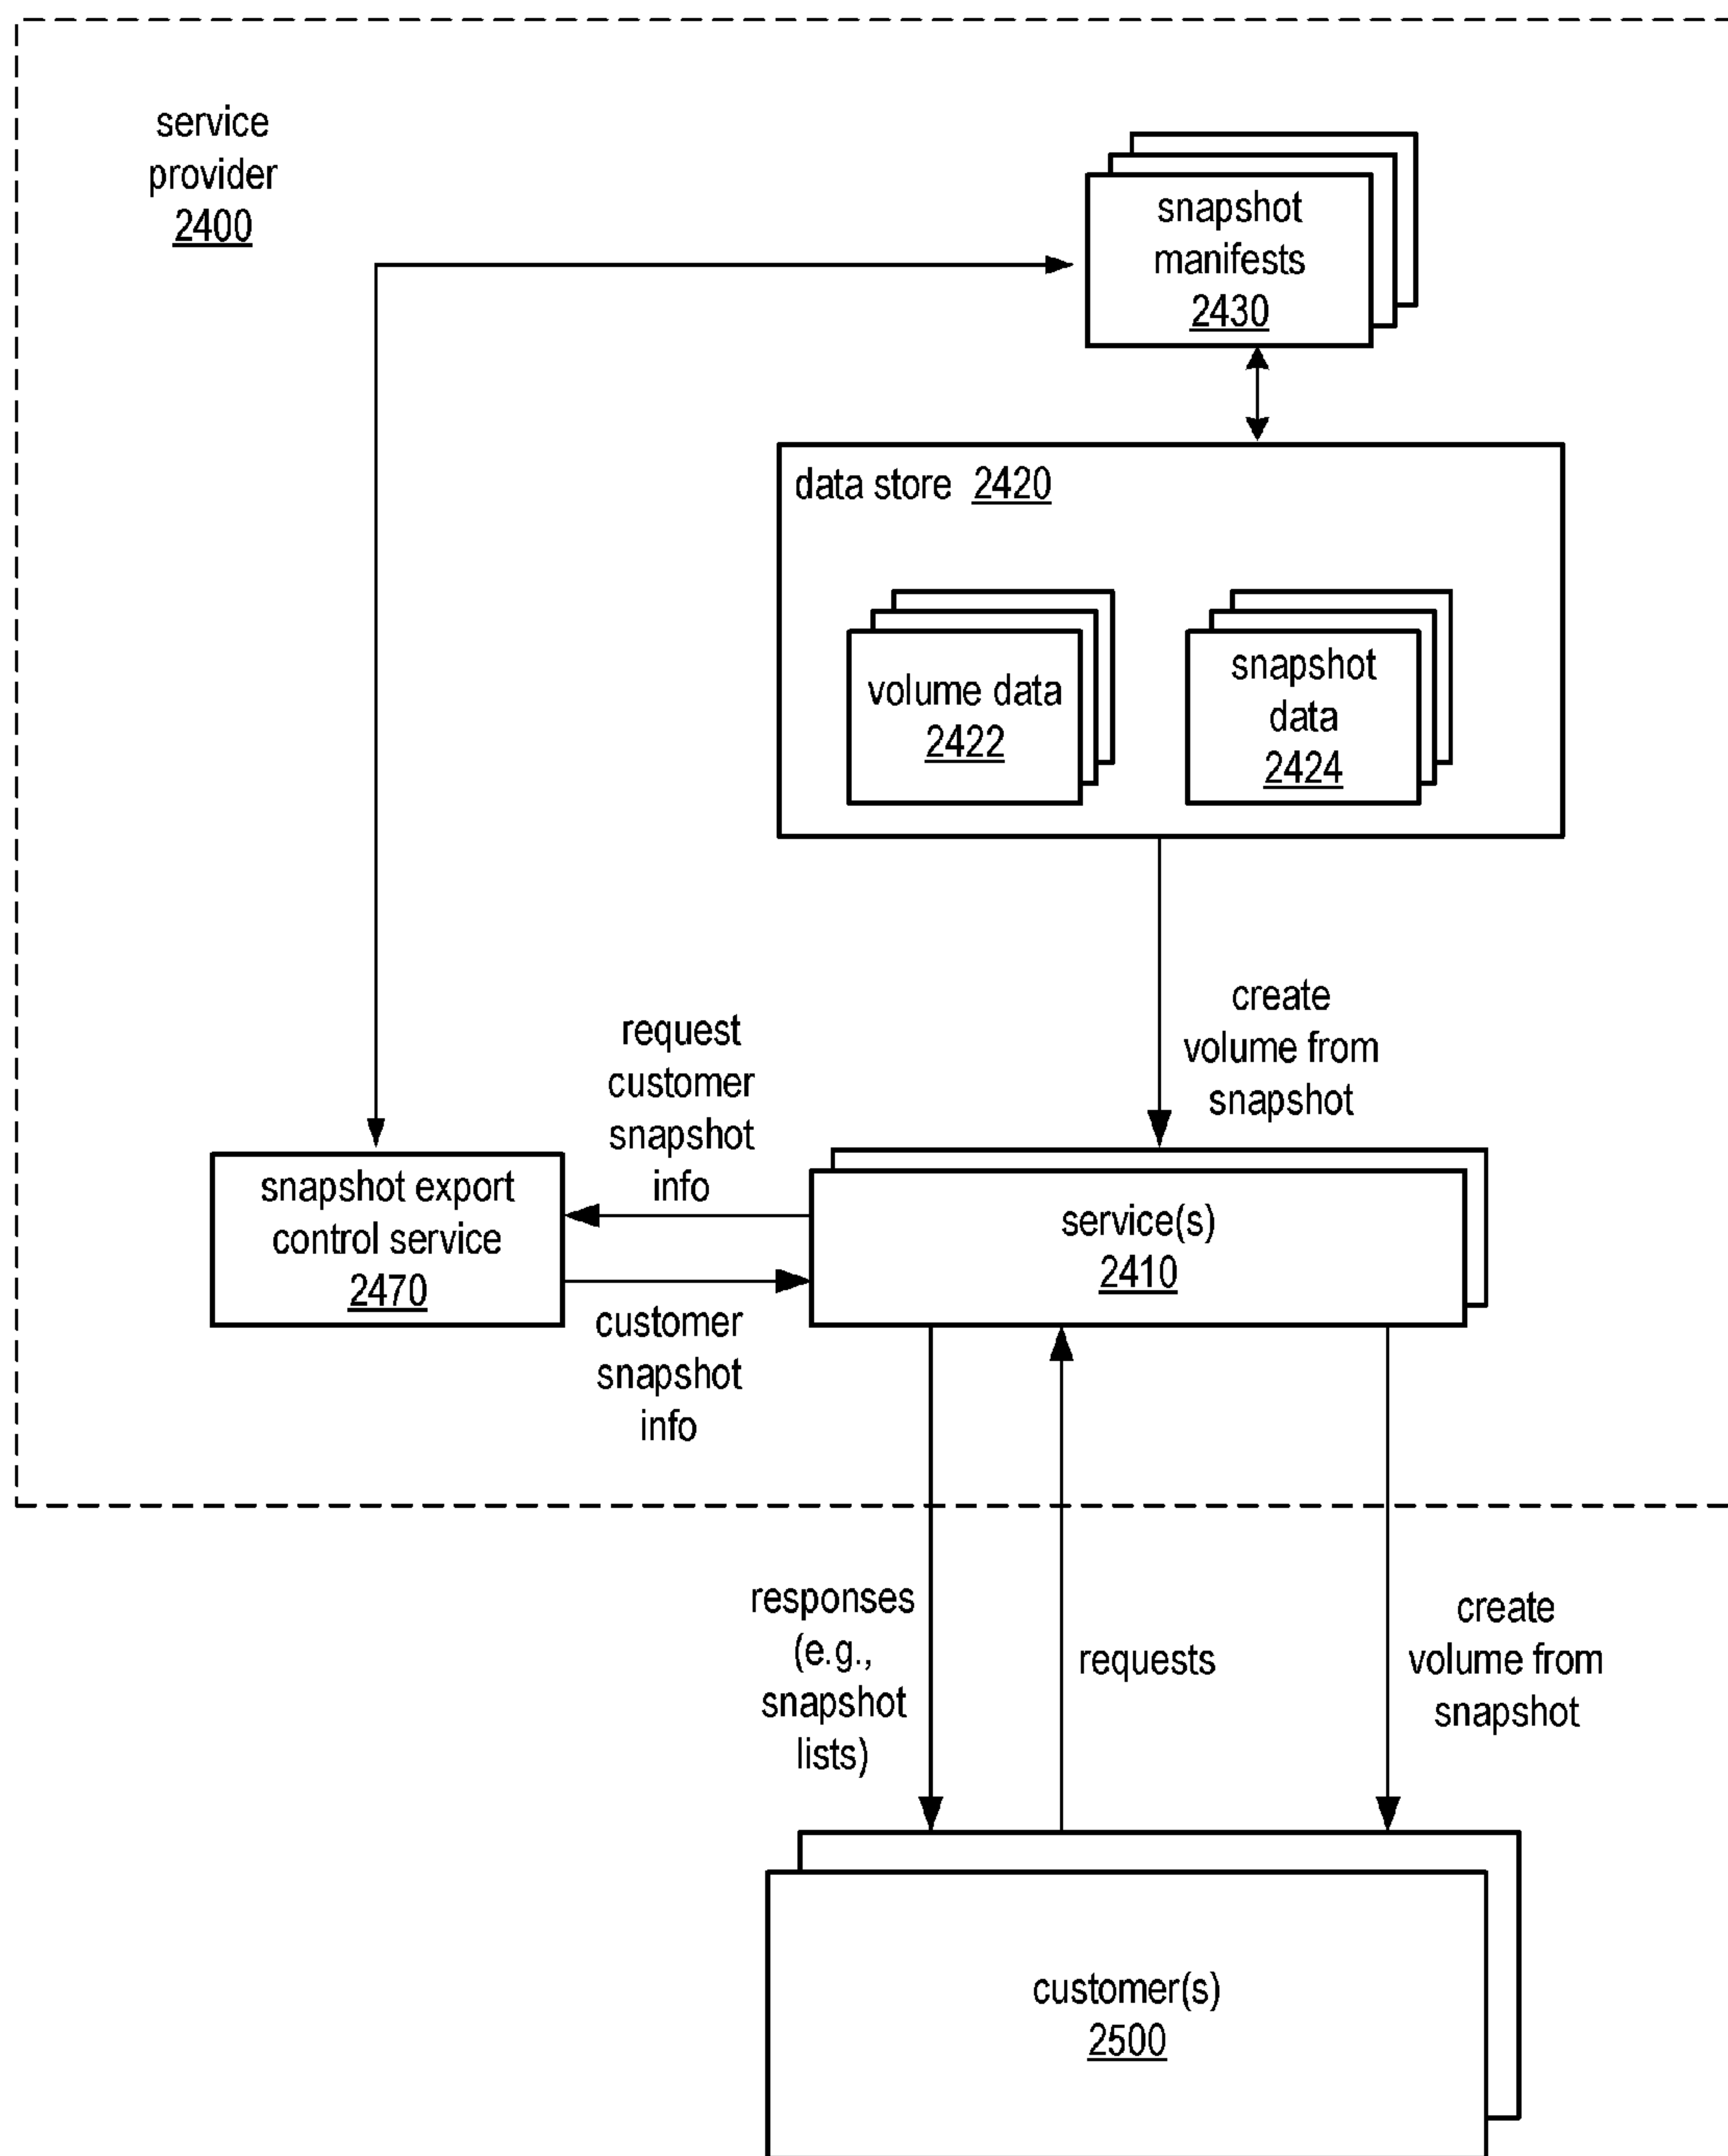 service
provider
2400
snapshot
manifests
2430
data store 2420
volume data
2422
snapshot
data
2424
create
volume from
snapshot
request
customer
snapshot
info
snapshot export
control service
2470
service(s)
2410
customer
snapshot
info
responses
(e.g.,
snapshot
lists)
requests
create
volume from
snapshot
customer(s)
2500